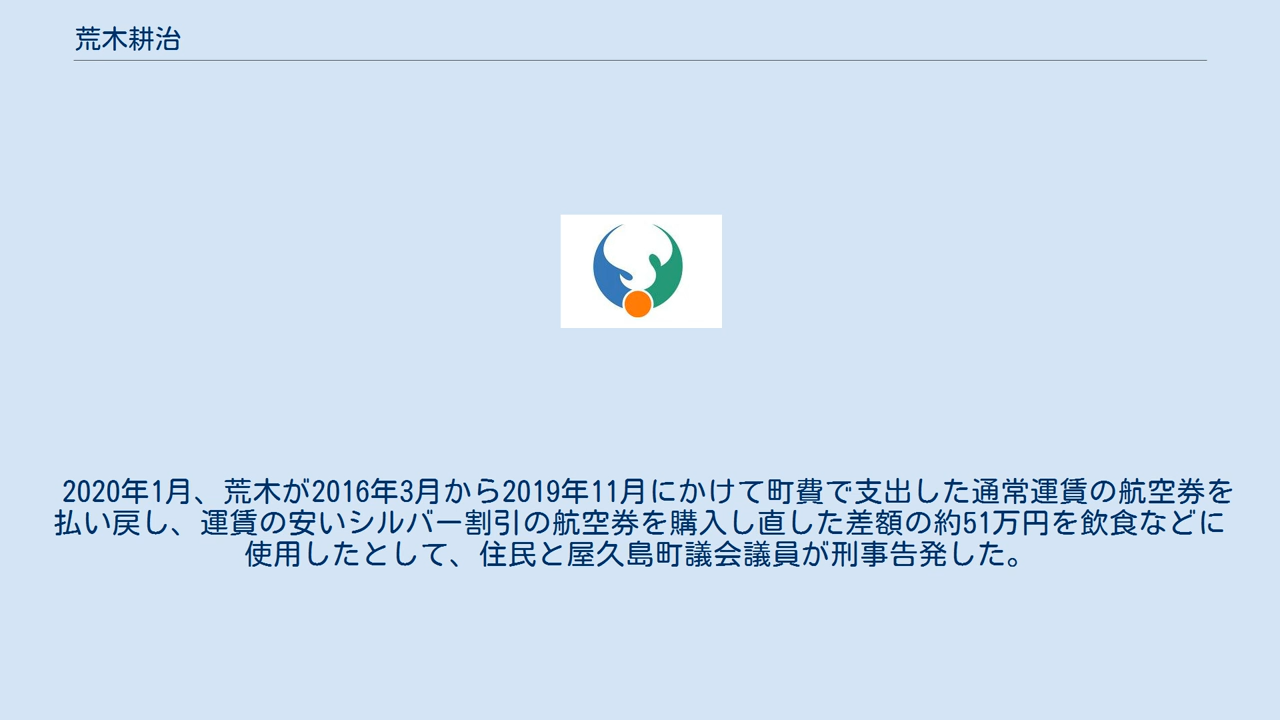 荒木耕治
2020年1月、荒木が2016年3月から2019年11月にかけて町費で支出した通常運賃の航空券を
払い戻し、運賃の安いシルバー割引の航空券を購入し直した差額の約51万円を飲食などに
使用したとして、住民と屋久島町議会議員が刑事告発した。